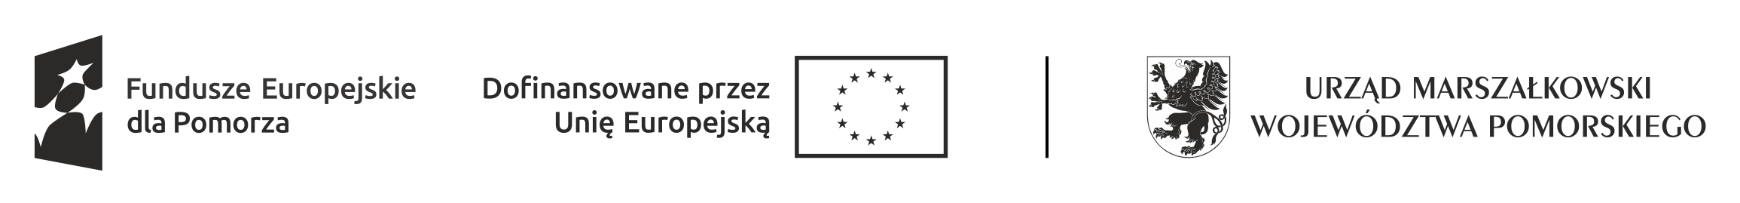 Fundusze Europejskie
dla Pomorza
Dofinansowane przez
Unię Europejską
URZĄD MARSZAŁKOWSKI
WOJEWÓDZTWA POMORSKIEGO